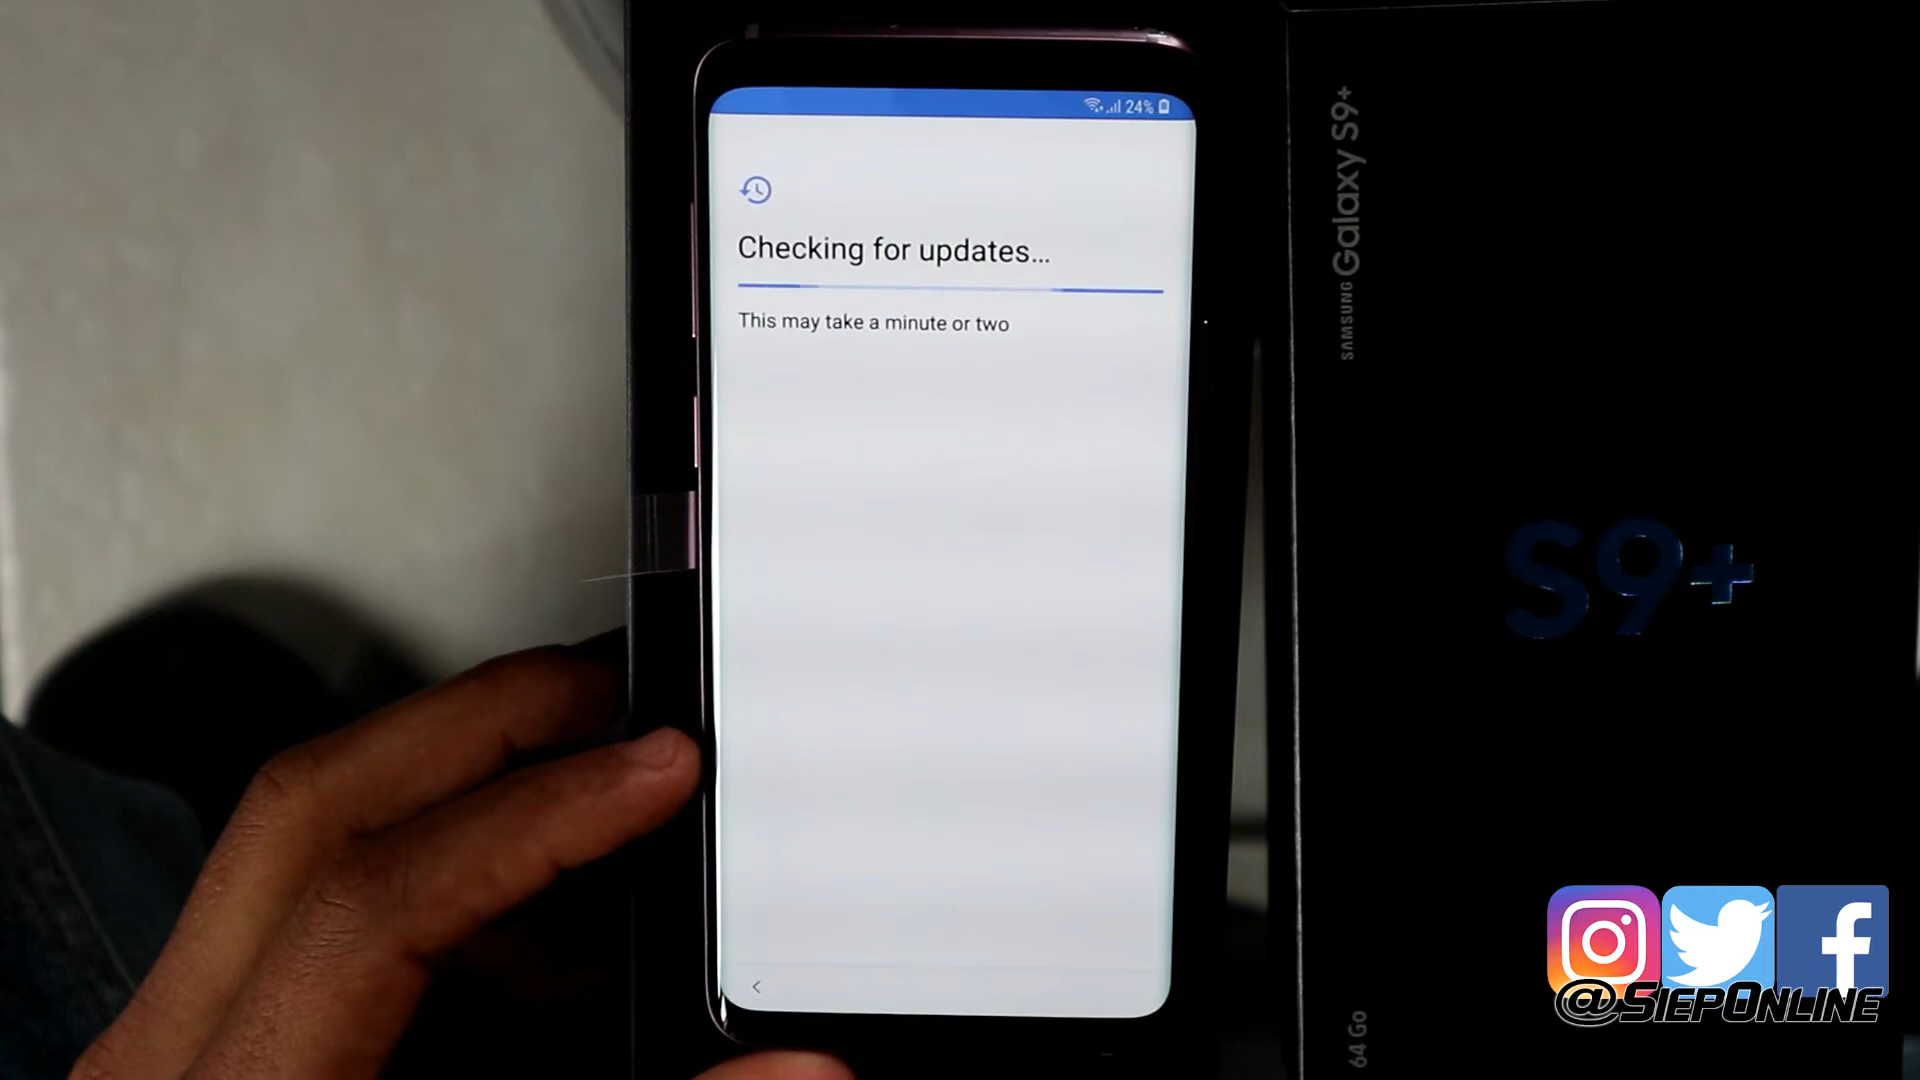 24%
Checking for updates...
This may take a minute or two
SAMSUNG Galaxy S9+
S9+
64 Go
@SiepOnline